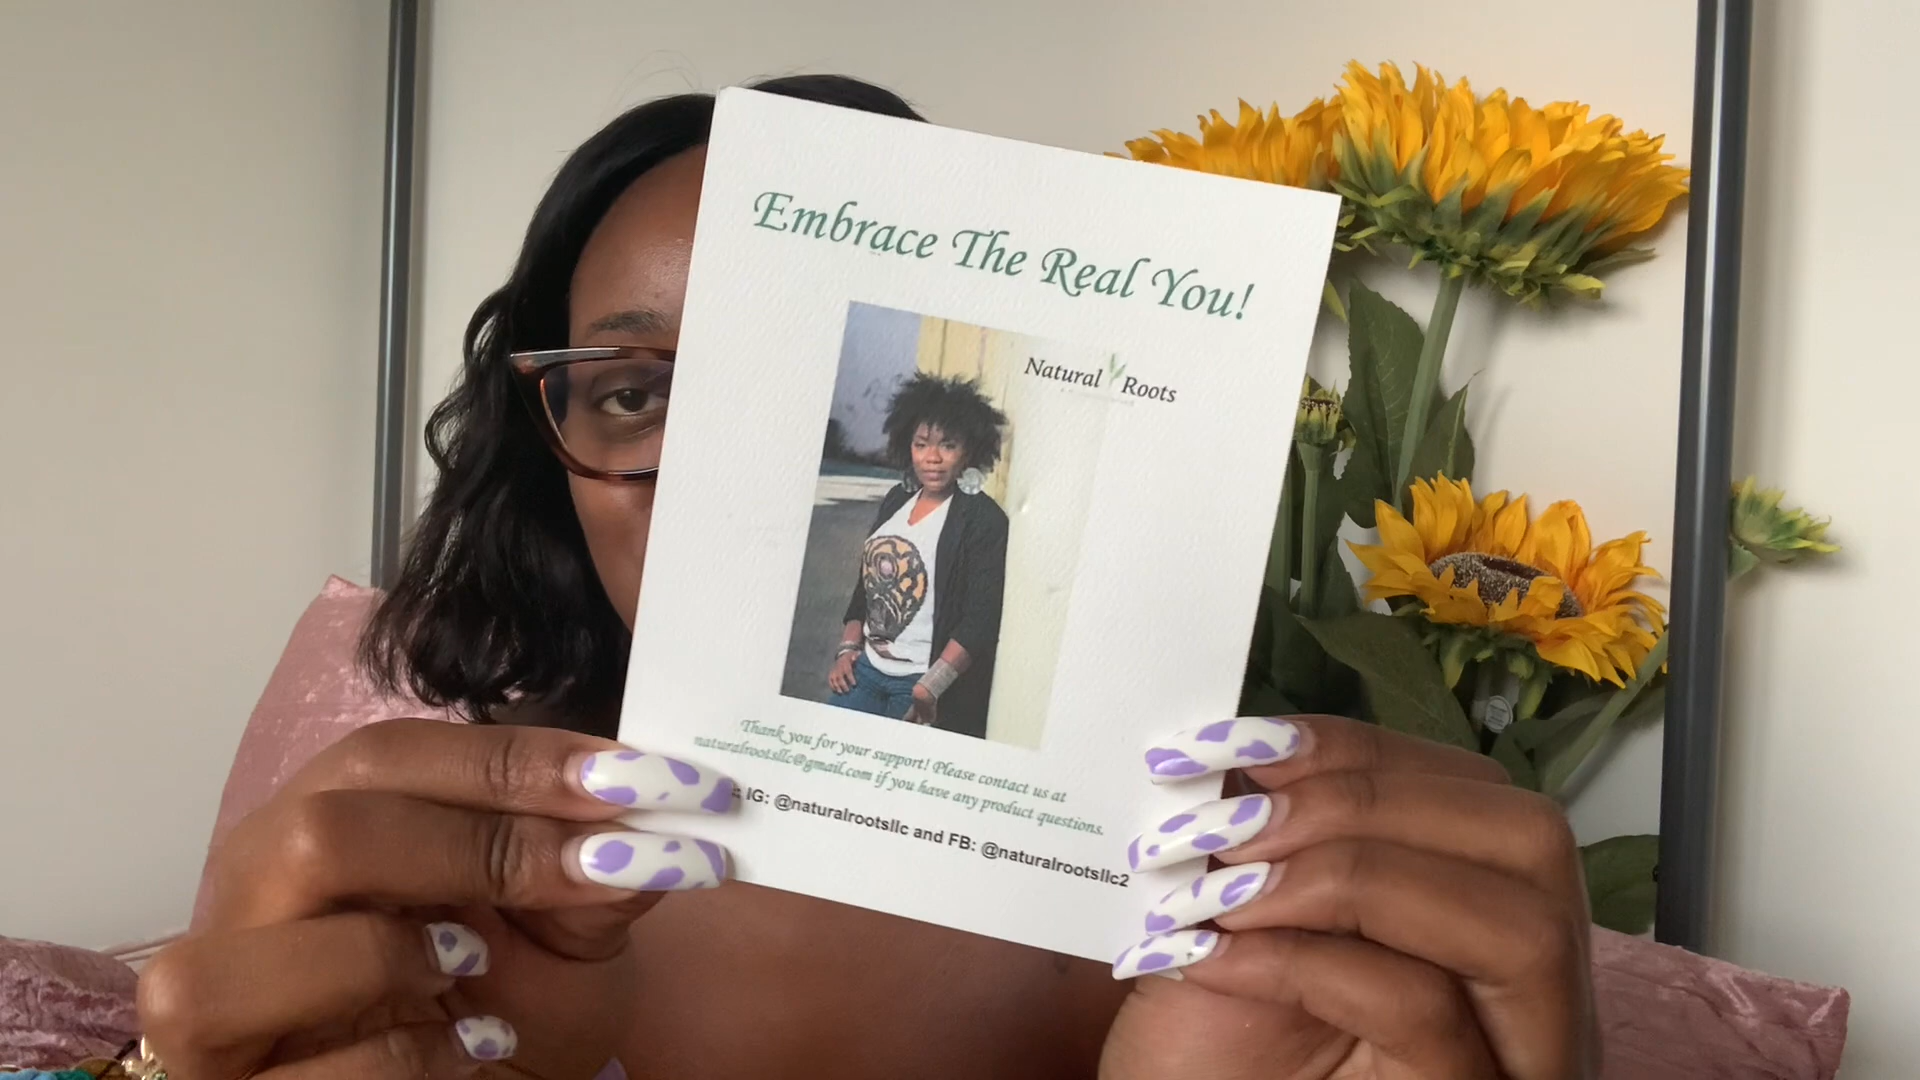 Embrace The Real You!
Natural Roots
Thank you for your support! Please contact us at
naturalrootsllc@gmail.com if you have any product questions.
: IG: @naturalrootsllc and FB: @naturalrootsllc2